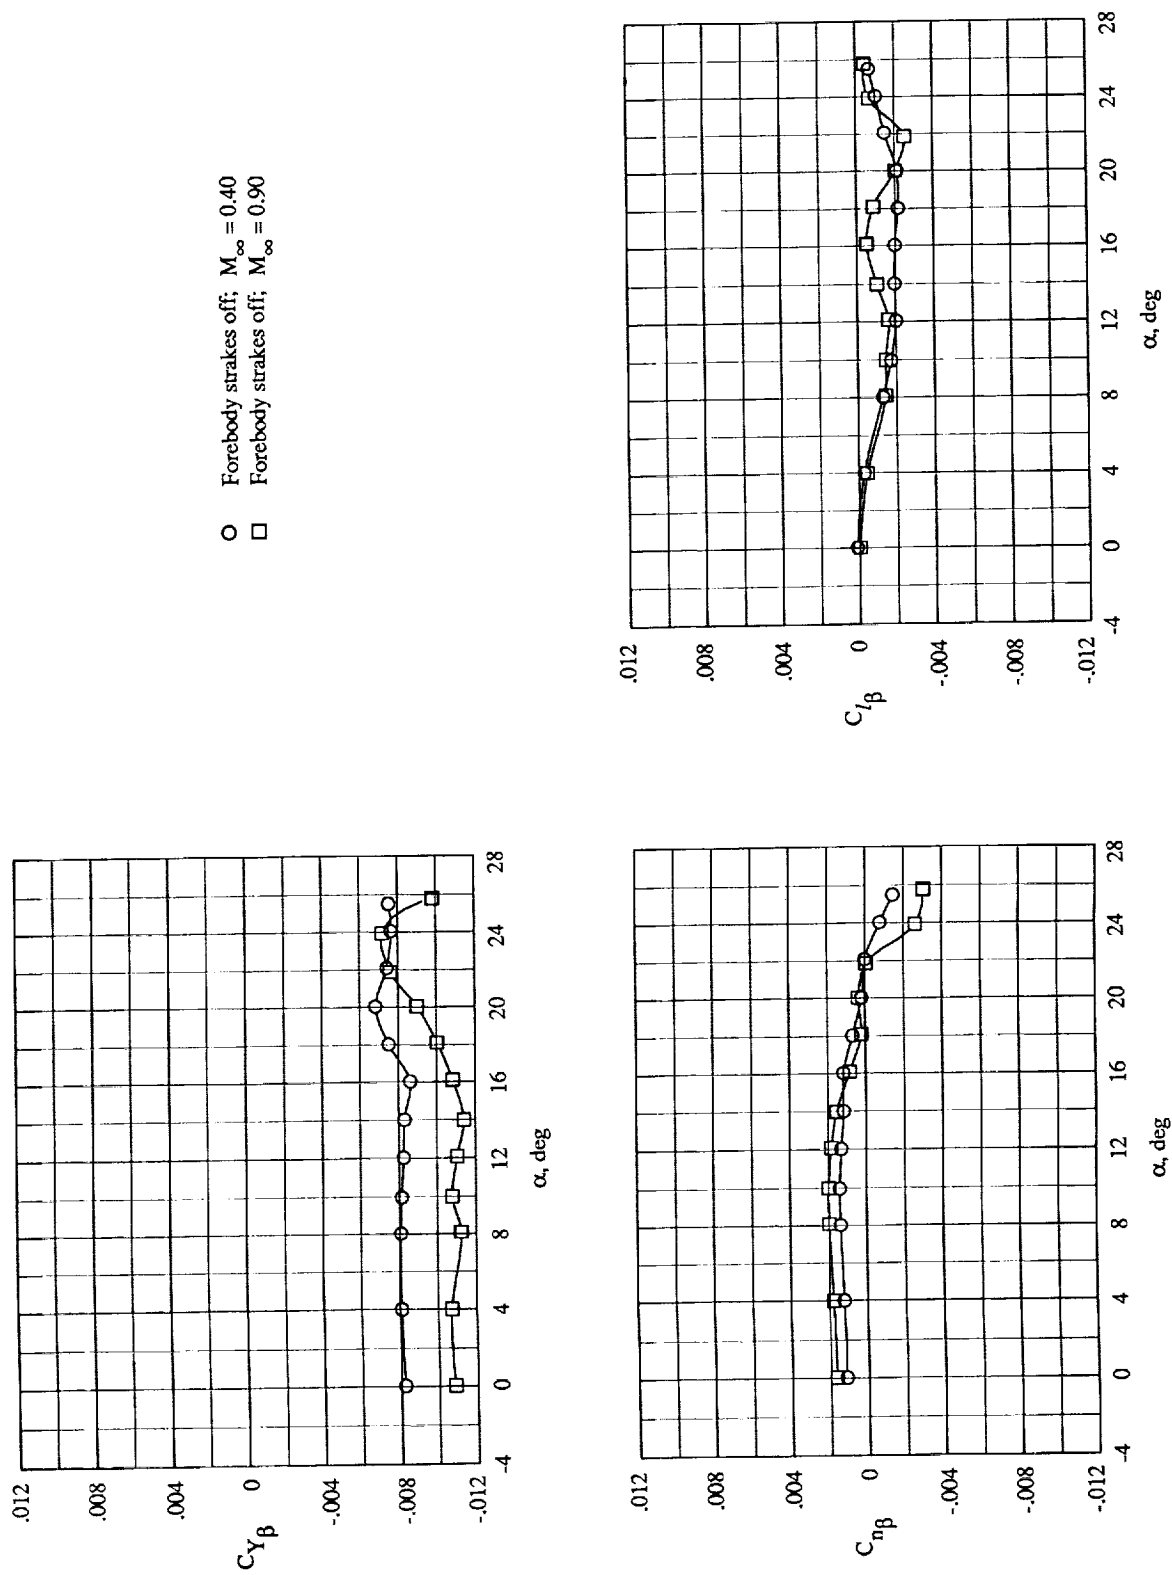 ○ Forebody strakes off; M∞ = 0.40
□ Forebody strakes off; M∞ = 0.90
.012
.008
.004
0
-.004
-.008
-.012
CYβ
-4 0 4 8 12 16 20 24 28
α, deg
.012
.008
.004
0
-.004
-.008
-.012
Cnβ
-4 0 4 8 12 16 20 24 28
α, deg
.012
.008
.004
0
-.004
-.008
-.012
Clβ
-4 0 4 8 12 16 20 24 28
α, deg